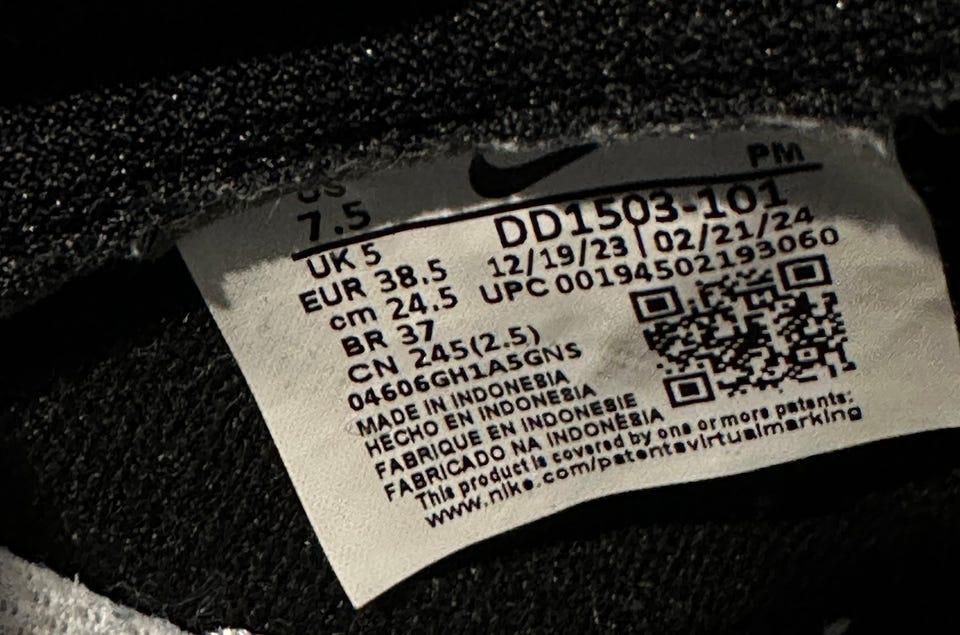 US
7.5
PM
UK 5
EUR 38.5
cm 24.5
BR 37
CN 245(2.5)
04606GH1A5GNS
DD1503-101
12/19/23 | 02/21/24
UPC 00194502193060
MADE IN INDONESIA
HECHO EN INDONESIA
FABRIQUE EN INDONESIE
FABRICADO NA INDONÉSIA
This product is covered by one or more patents:
www.nike.com/patentsvirtualmarking